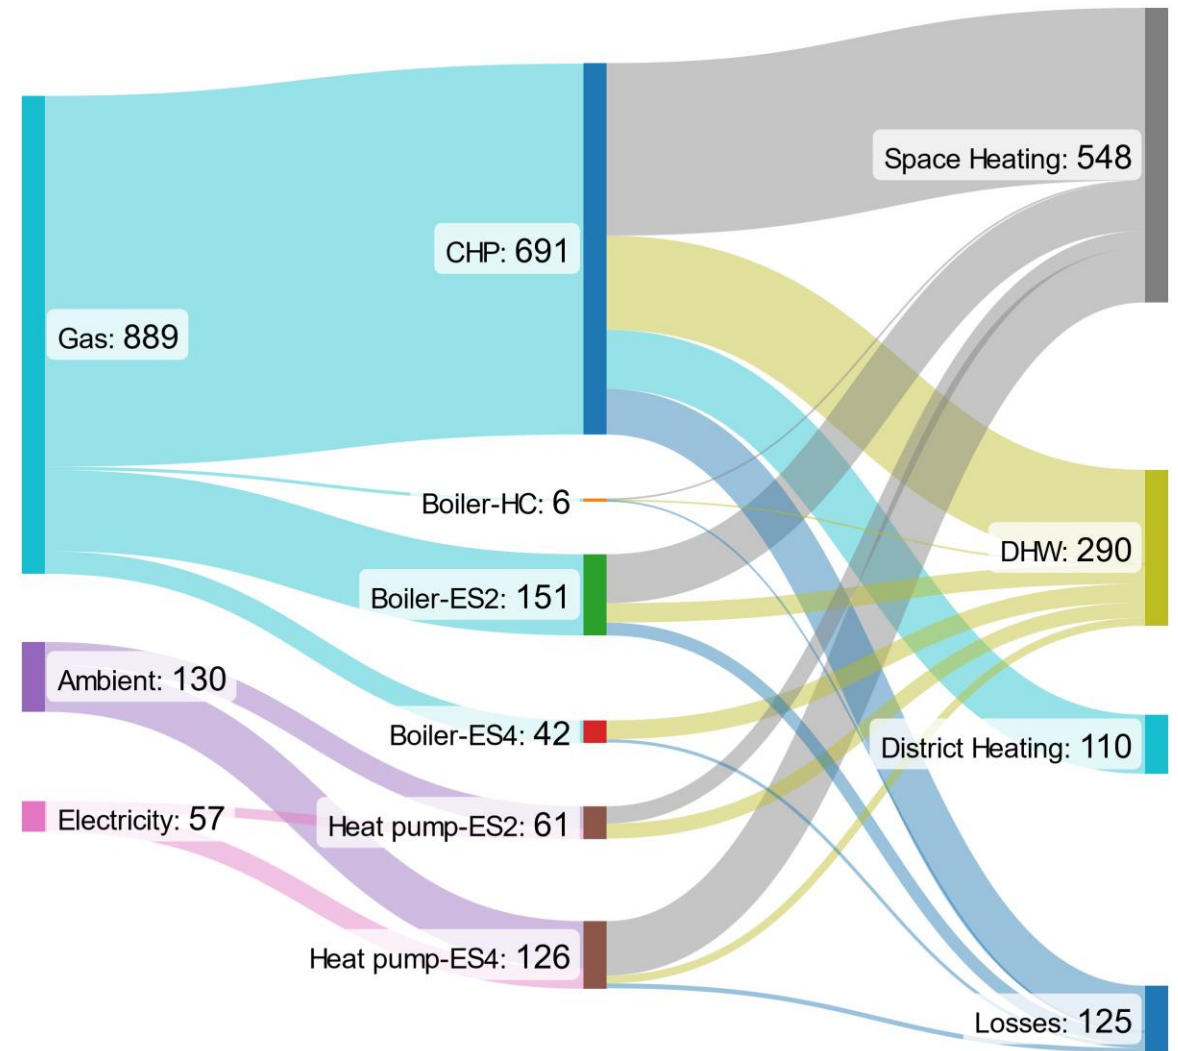 Space Heating: 548
CHP: 691
Gas: 889
Boiler-HC: 6
DHW: 290
Boiler-ES2: 151
Ambient: 130
Boiler-ES4: 42
District Heating: 110
Electricity: 57
Heat pump-ES2: 61
Heat pump-ES4: 126
Losses: 125